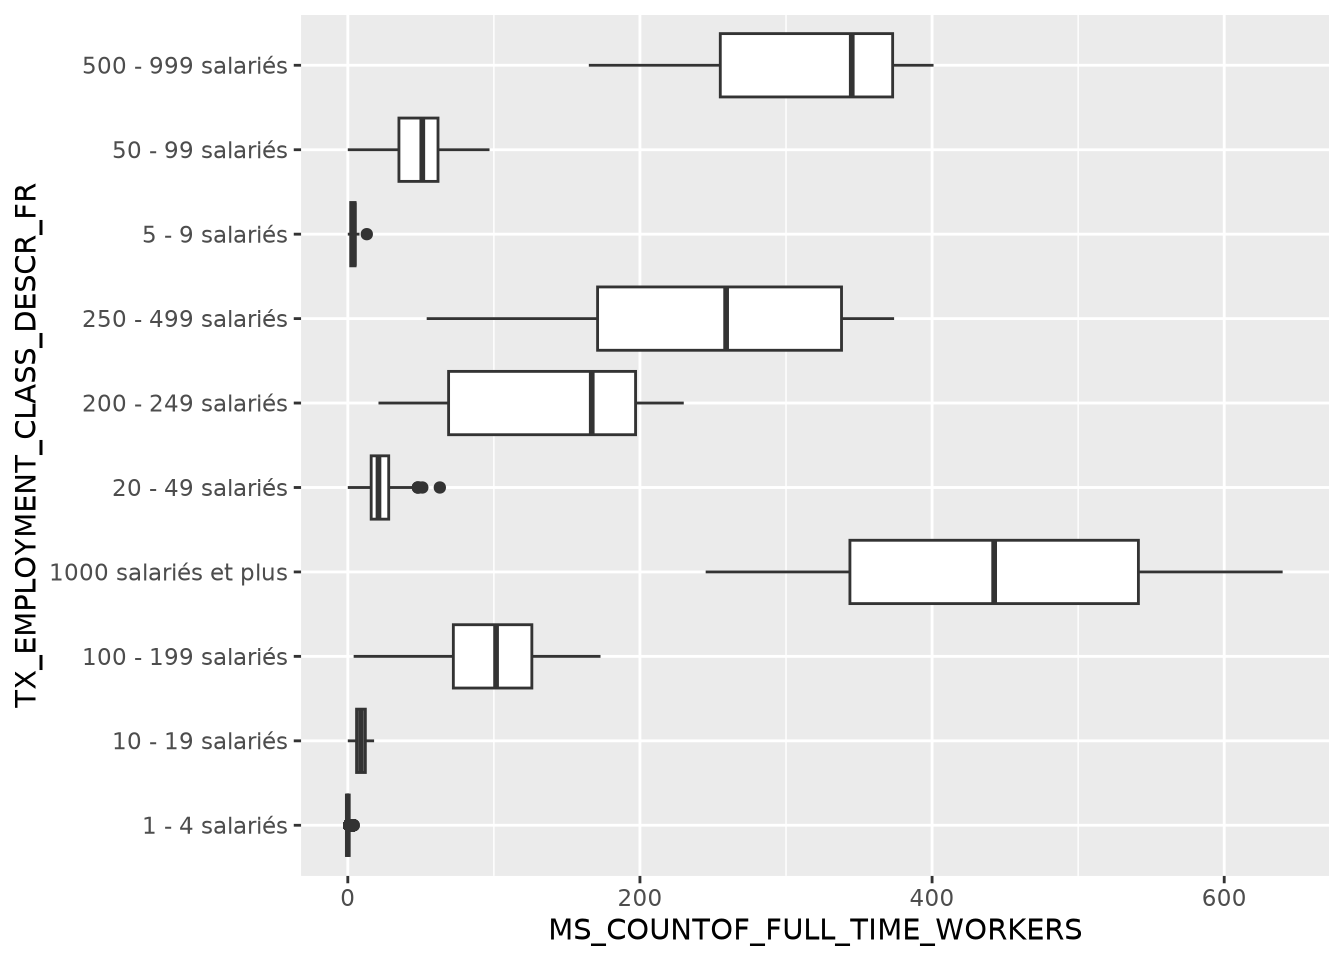 TX_EMPLOYMENT_CLASS_DESCR_FR
500 - 999 salariés
50 - 99 salariés
5 - 9 salariés
250 - 499 salariés
200 - 249 salariés
20 - 49 salariés
1000 salariés et plus
100 - 199 salariés
10 - 19 salariés
1 - 4 salariés
0 200 400 600
MS_COUNTOF_FULL_TIME_WORKERS